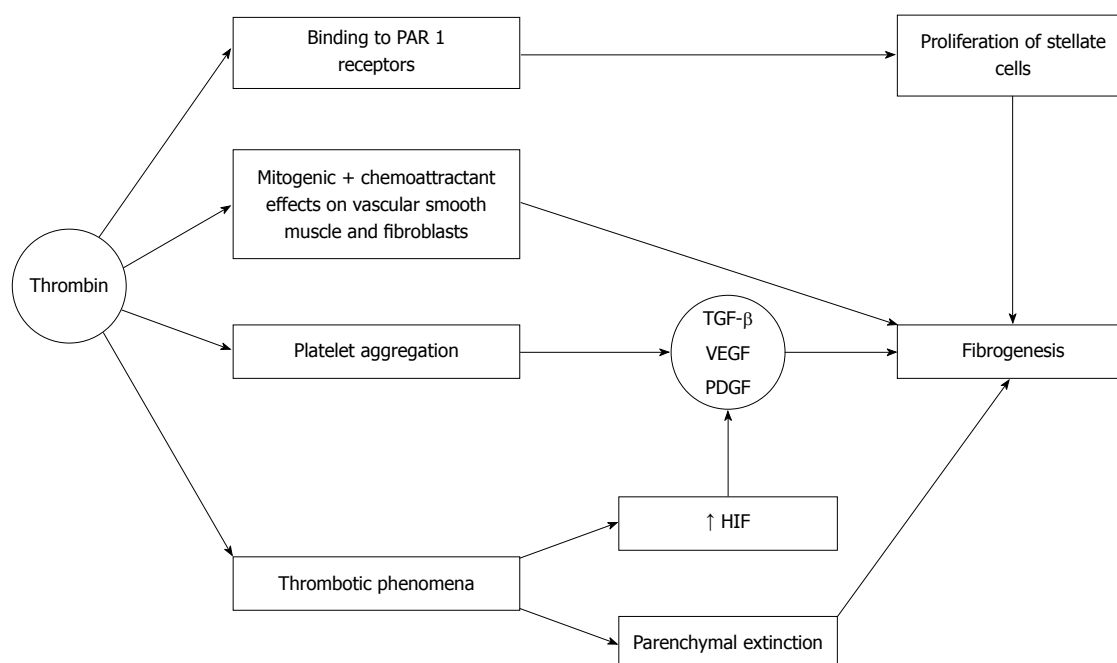 Binding to PAR 1
receptors
Proliferation of stellate
cells
Mitogenic + chemoattractant
effects on vascular smooth
muscle and fibroblasts
Thrombin
Platelet aggregation
TGF-β
VEGF
PDGF
Fibrogenesis
↑ HIF
Thrombotic phenomena
Parenchymal extinction